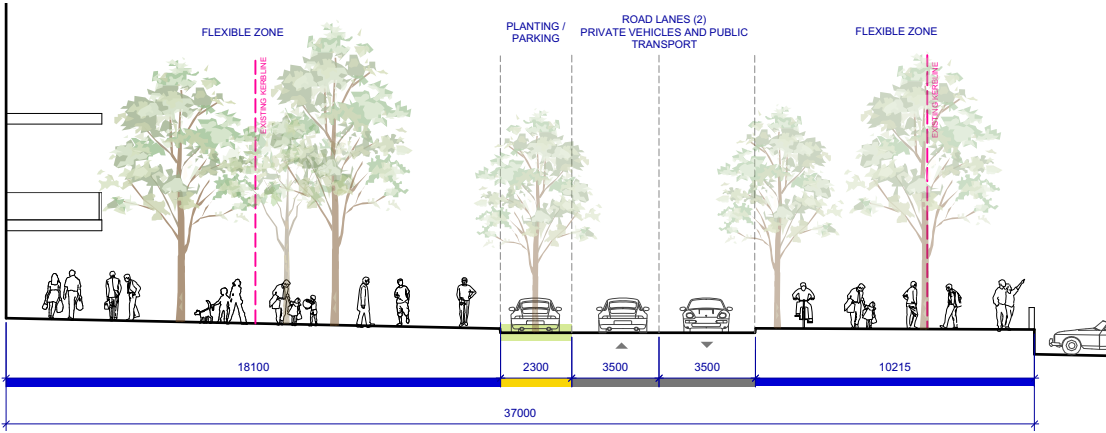 FLEXIBLE ZONE
PLANTING /
PARKING
ROAD LANES (2)
PRIVATE VEHICLES AND PUBLIC
TRANSPORT
FLEXIBLE ZONE
EXISTING KERBLINE
EXISTING KERBLINE
18100
2300
3500
3500
10215
37000